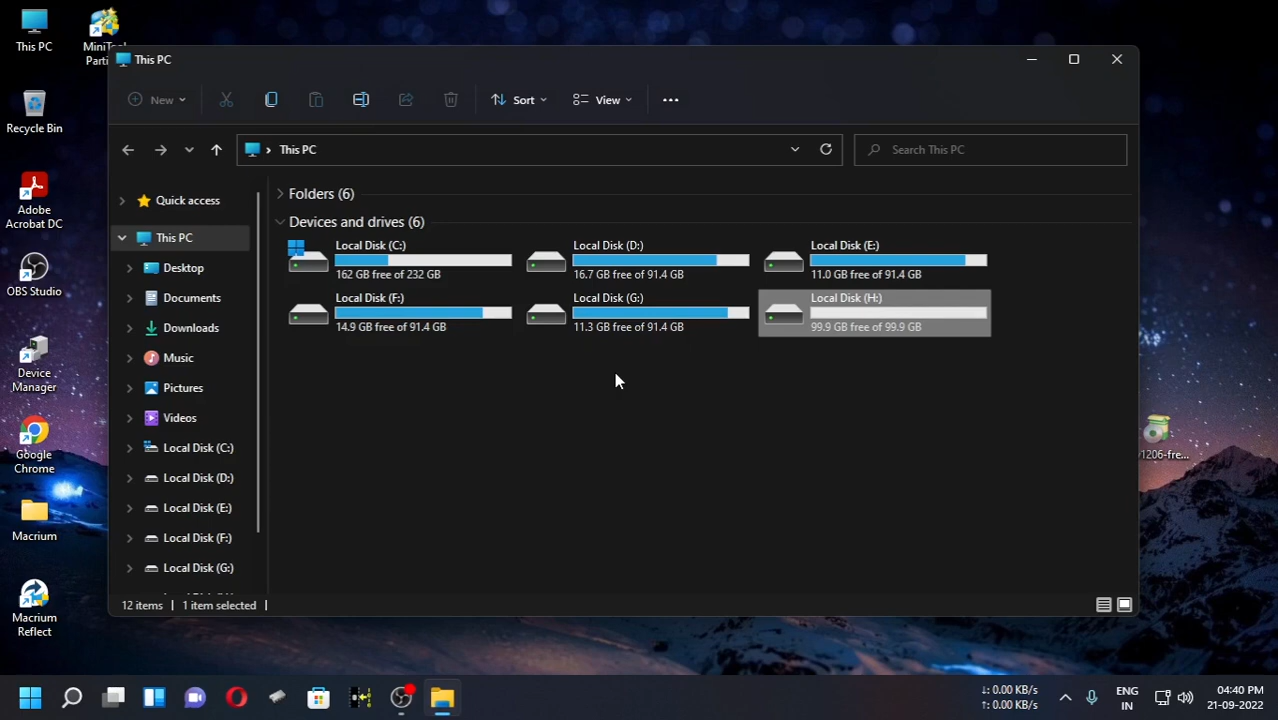 This PC
MiniTool
Parti
Recycle Bin
Adobe
Acrobat DC
OBS Studio
Device
Manager
Google
Chrome
Macrium
Macrium
Reflect
This PC
New
Sort
View
This PC
Search This PC
Quick access
This PC
Desktop
Documents
Downloads
Music
Pictures
Videos
Local Disk (C:)
Local Disk (D:)
Local Disk (E:)
Local Disk (F:)
Local Disk (G:)
Folders (6)
Devices and drives (6)
Local Disk (C:)
162 GB free of 232 GB
Local Disk (D:)
16.7 GB free of 91.4 GB
Local Disk (E:)
11.0 GB free of 91.4 GB
Local Disk (F:)
14.9 GB free of 91.4 GB
Local Disk (G:)
11.3 GB free of 91.4 GB
Local Disk (H:)
99.9 GB free of 99.9 GB
12 items
1 item selected
1206-fre...
↓: 0.00 KB/s
↑: 0.00 KB/s
ENG
IN
04:40 PM
21-09-2022